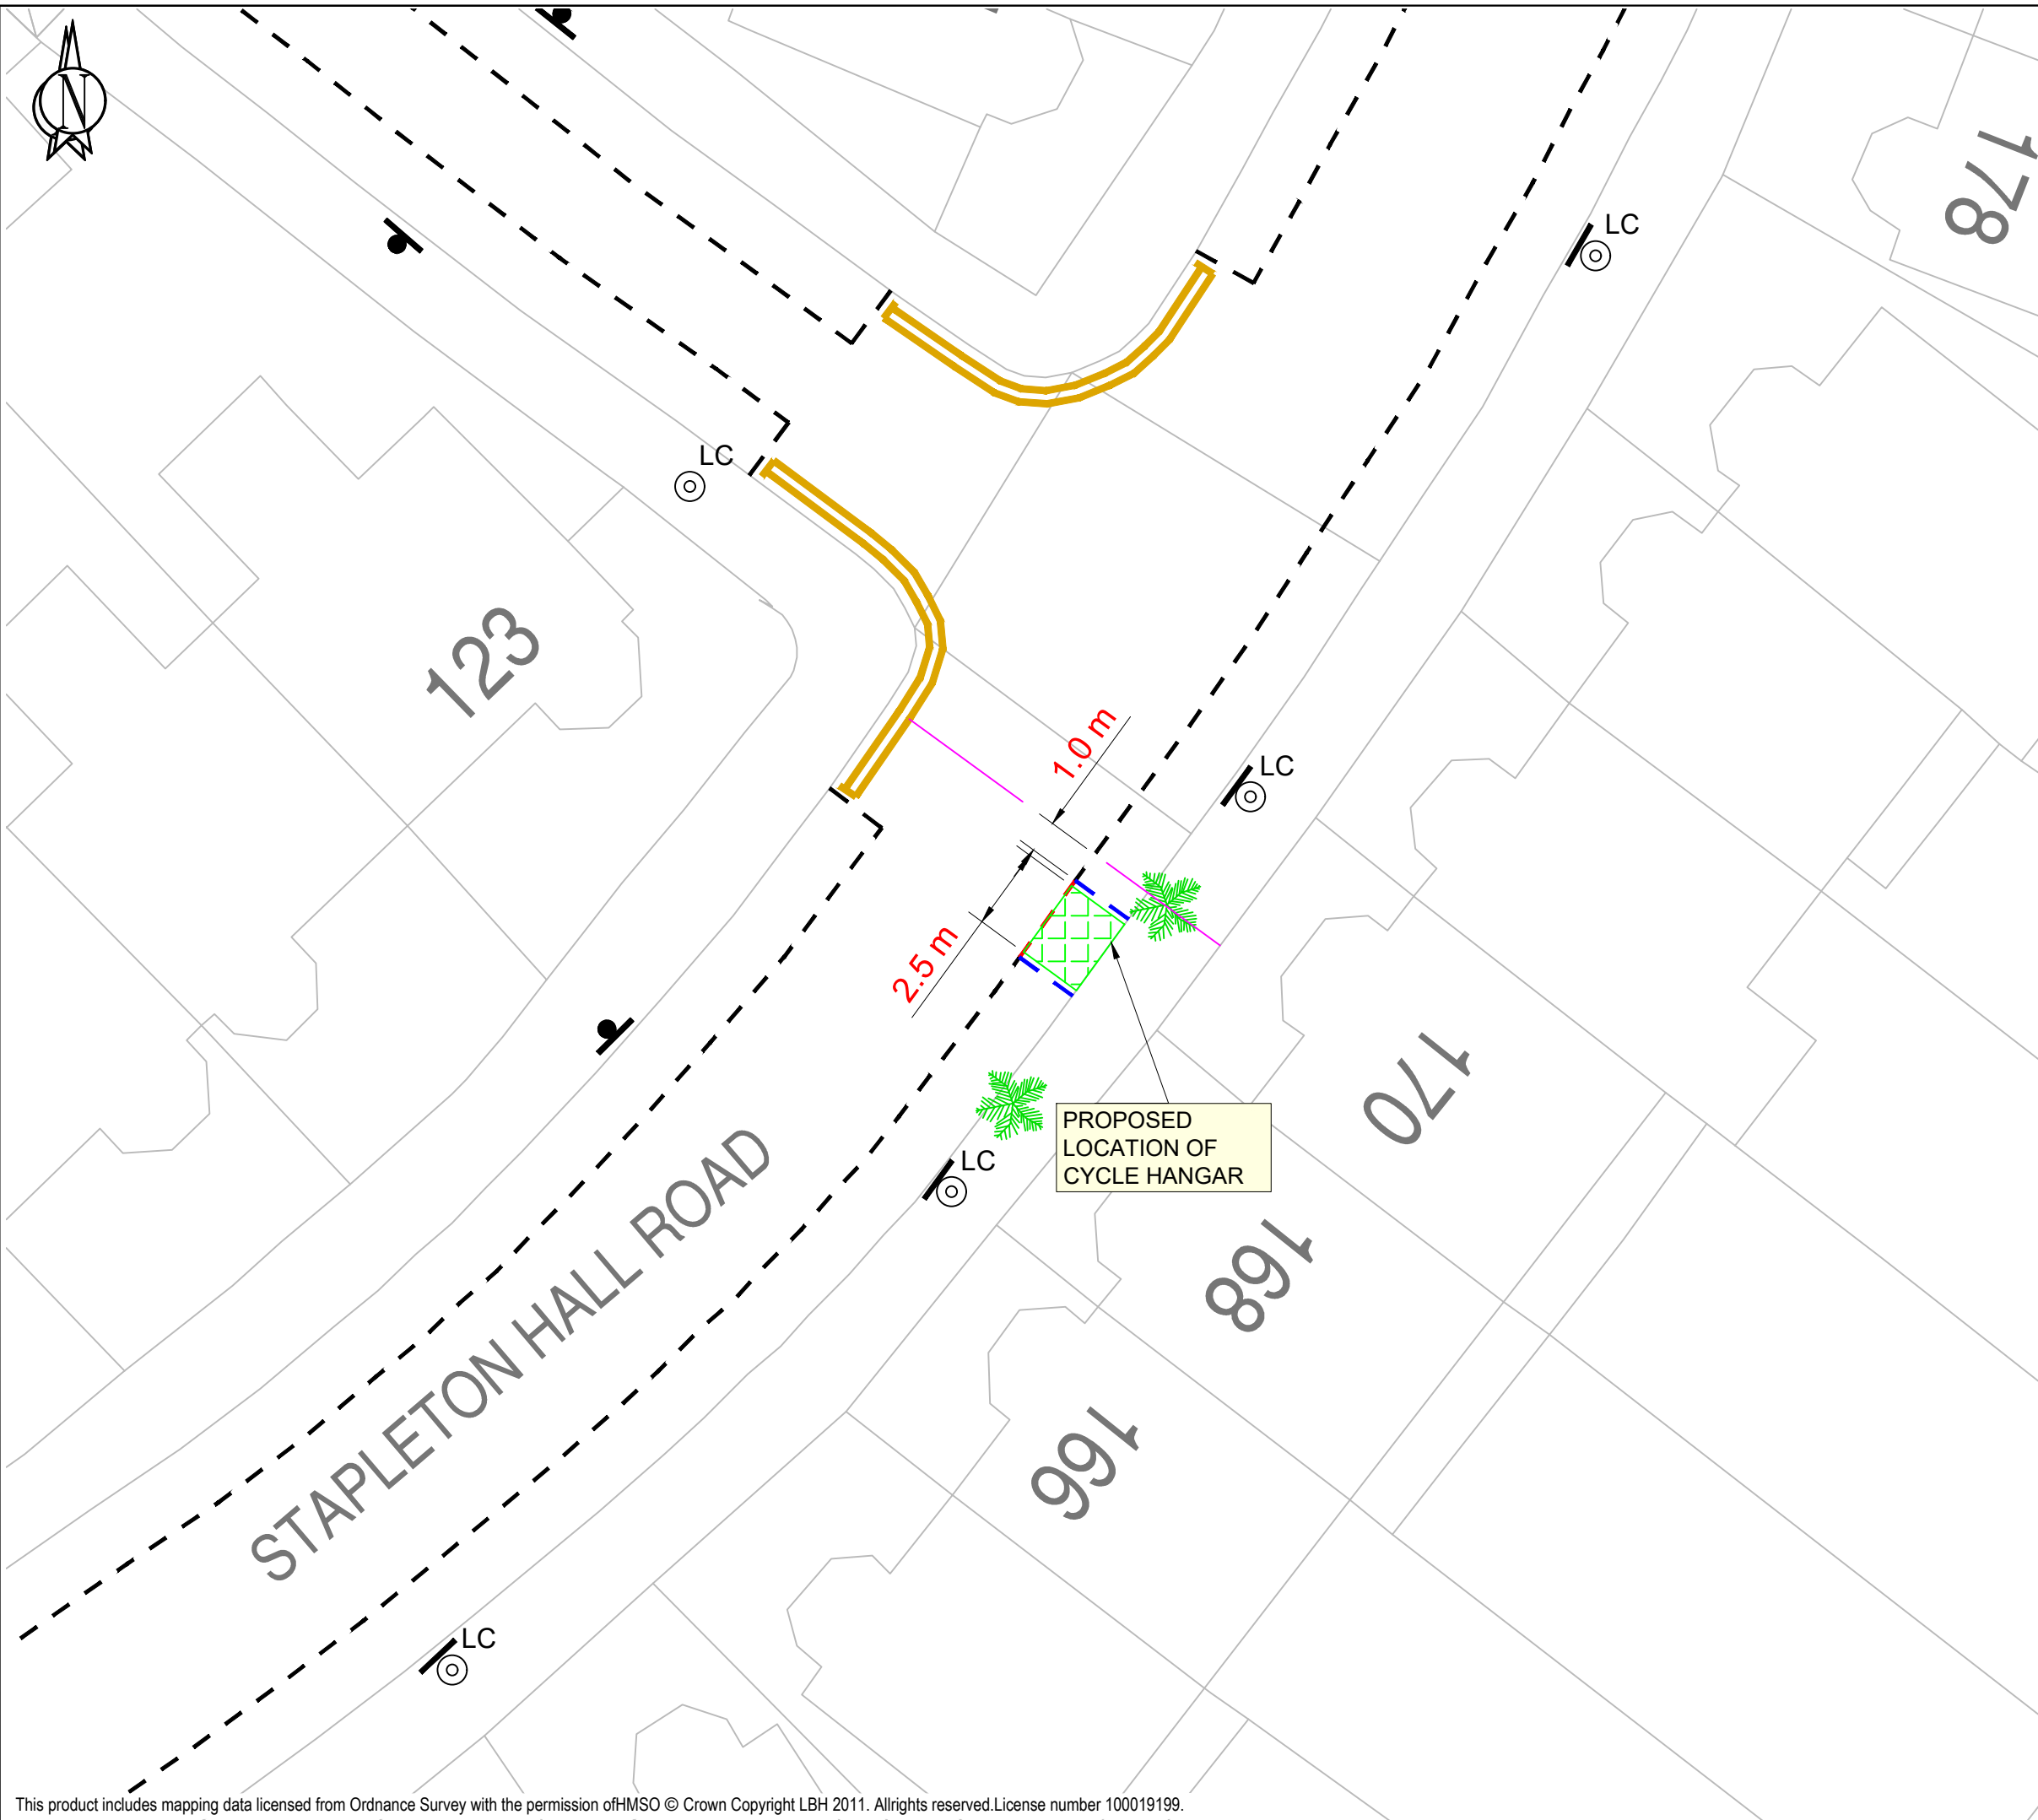 N
178
LC
LC
123
1.0 m
LC
2.5 m
170
PROPOSED
LOCATION OF
CYCLE HANGAR
LC
168
STAPLETON HALL ROAD
166
LC
This product includes mapping data licensed from Ordnance Survey with the permission ofHMSO © Crown Copyright LBH 2011. Allrights reserved.License number 100019199.